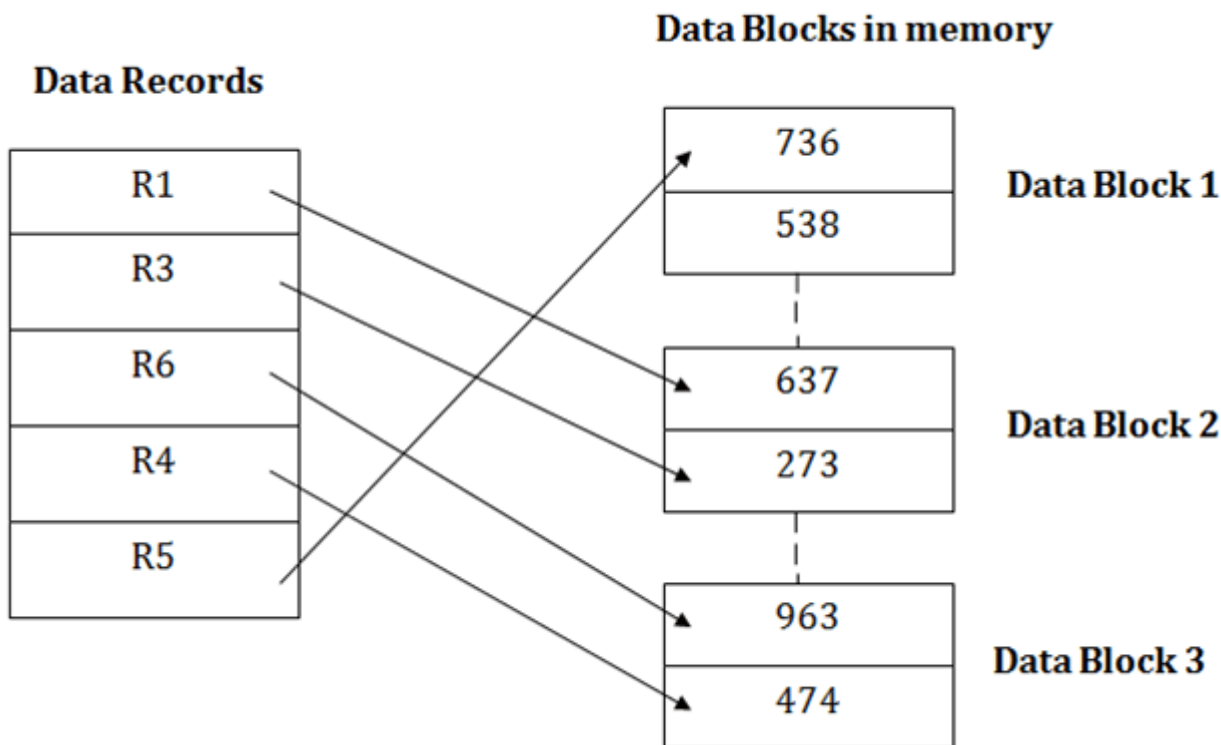 Data Blocks in memory
Data Records
R1
R3
R6
R4
R5
736
538
Data Block 1
637
273
Data Block 2
963
474
Data Block 3